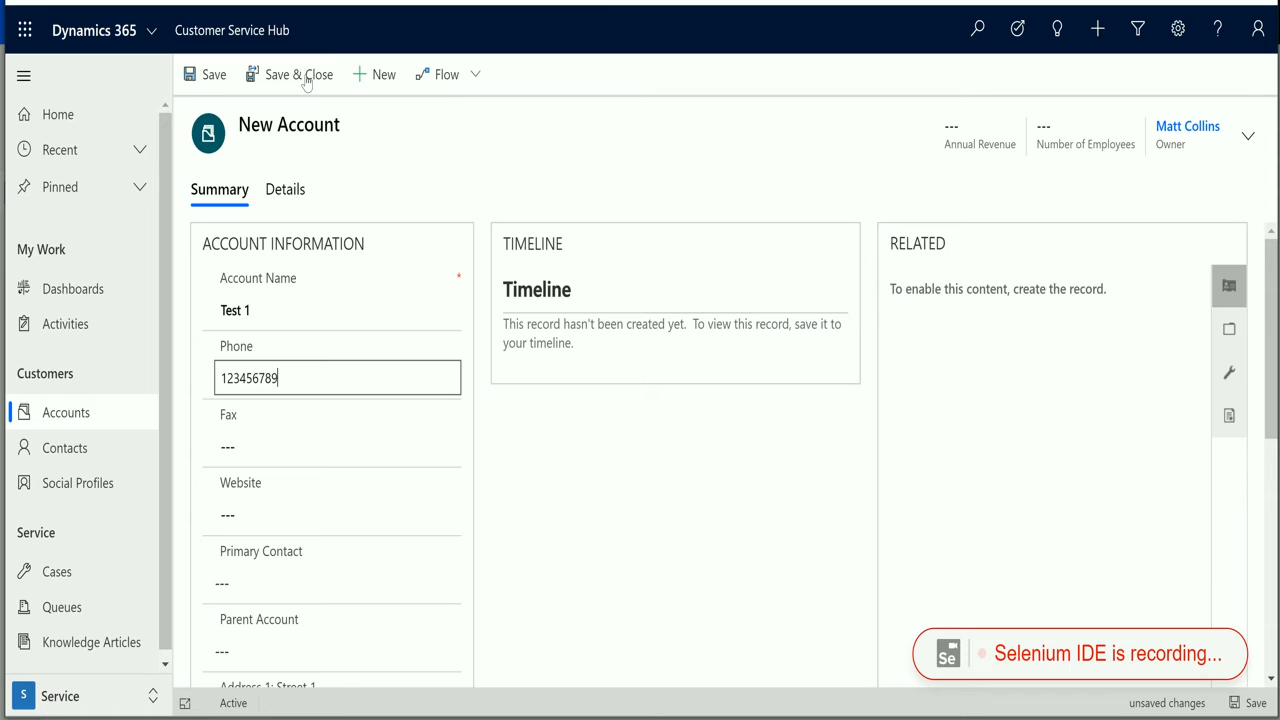 Dynamics 365
Customer Service Hub
Save
Save & Close
New
Flow
Home
Recent
Pinned
My Work
Dashboards
Activities
Customers
Accounts
Contacts
Social Profiles
Service
Cases
Queues
Knowledge Articles
S
Service
New Account
---
Annual Revenue
---
Number of Employees
Matt Collins
Owner
Summary
Details
ACCOUNT INFORMATION
Account Name
*
Test 1
Phone
123456789
Fax
---
Website
---
Primary Contact
---
Parent Account
---
Address 1: Street 1
TIMELINE
Timeline
This record hasn't been created yet.  To view this record, save it to
your timeline.
RELATED
To enable this content, create the record.
Se
Selenium IDE is recording...
Active
unsaved changes
Save